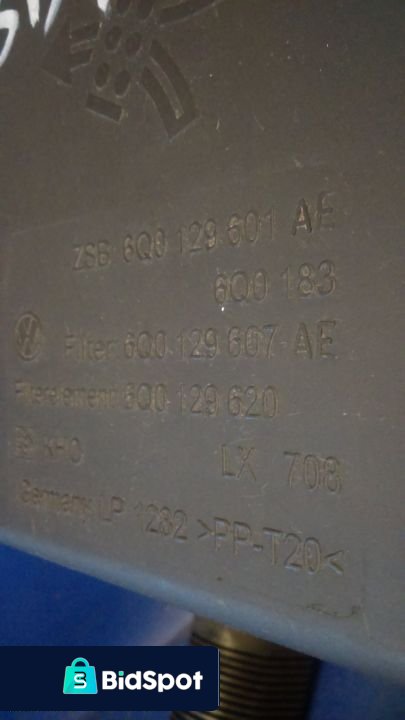 ZSB 6Q0 129 601 AE
6Q0 183
Filter 6Q0 129 607 AE
Filterelement 6Q0 129 620
LX 708
Germany LP 1282 >PP-T20<
BidSpot